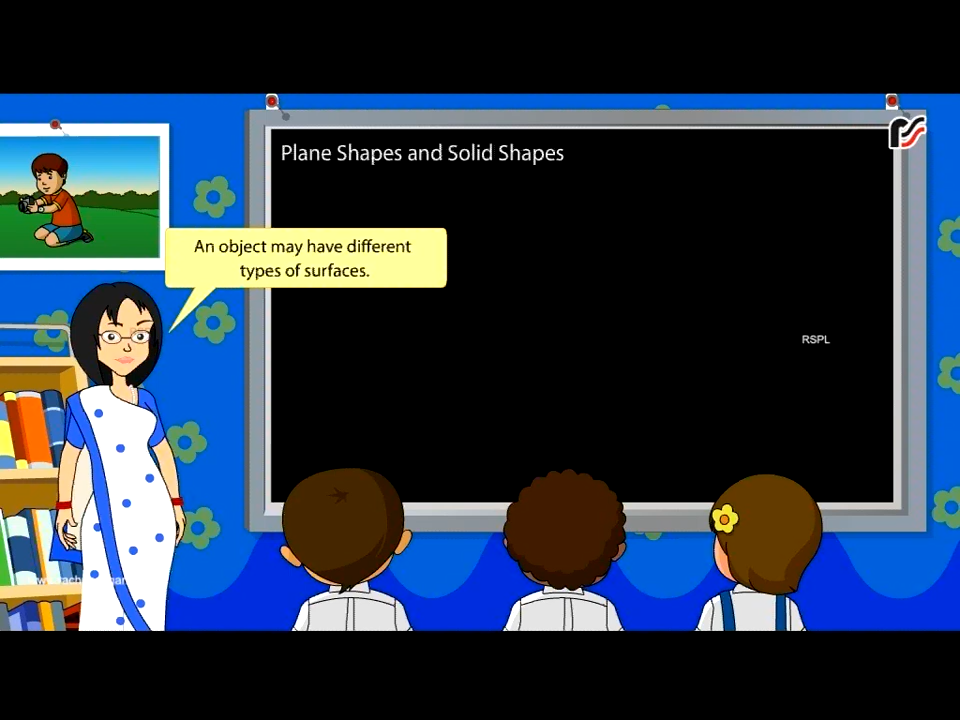 Plane Shapes and Solid Shapes
An object may have different
types of surfaces.
RSPL